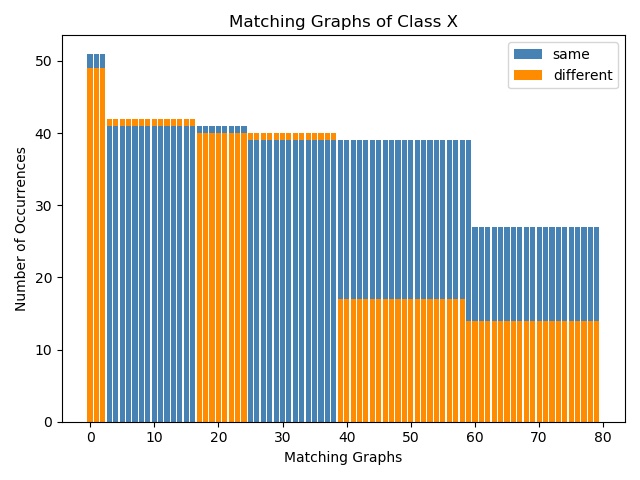 Matching Graphs of Class X
same
different
Number of Occurrences
50
40
30
20
10
0
0 10 20 30 40 50 60 70 80
Matching Graphs